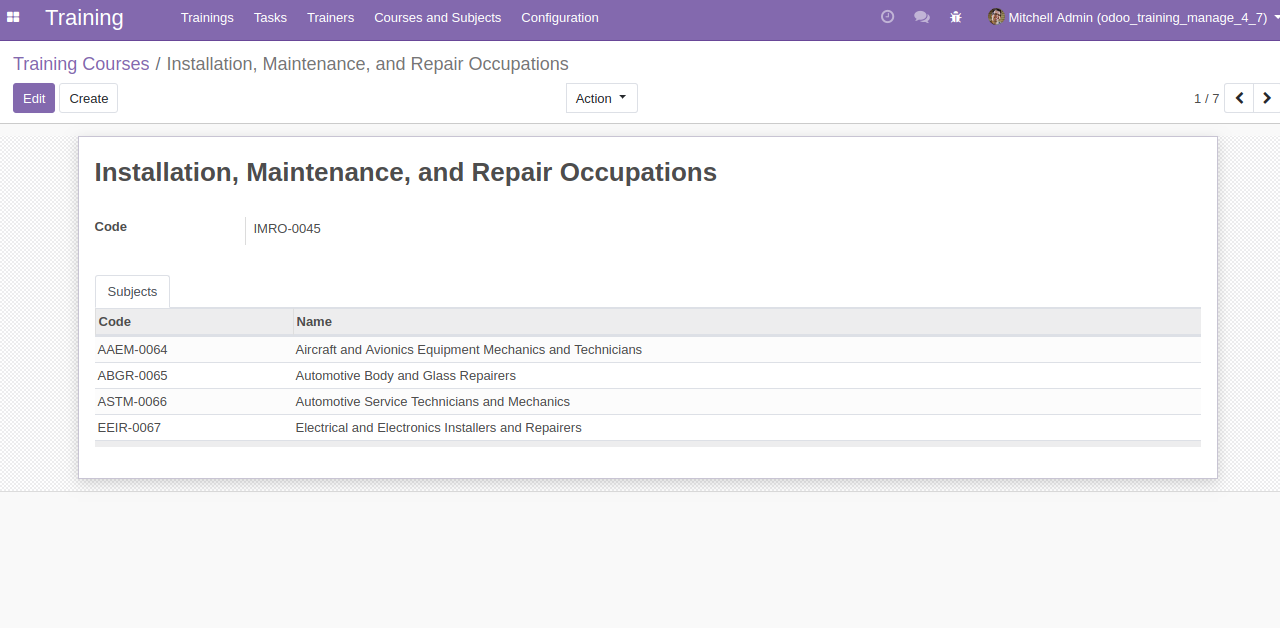 Training Trainings Tasks Trainers Courses and Subjects Configuration Mitchell Admin (odoo_training_manage_4_7)
Training Courses / Installation, Maintenance, and Repair Occupations
Edit Create Action 1 / 7
Installation, Maintenance, and Repair Occupations
Code IMRO-0045
Subjects
Code Name
AAEM-0064 Aircraft and Avionics Equipment Mechanics and Technicians
ABGR-0065 Automotive Body and Glass Repairers
ASTM-0066 Automotive Service Technicians and Mechanics
EEIR-0067 Electrical and Electronics Installers and Repairers